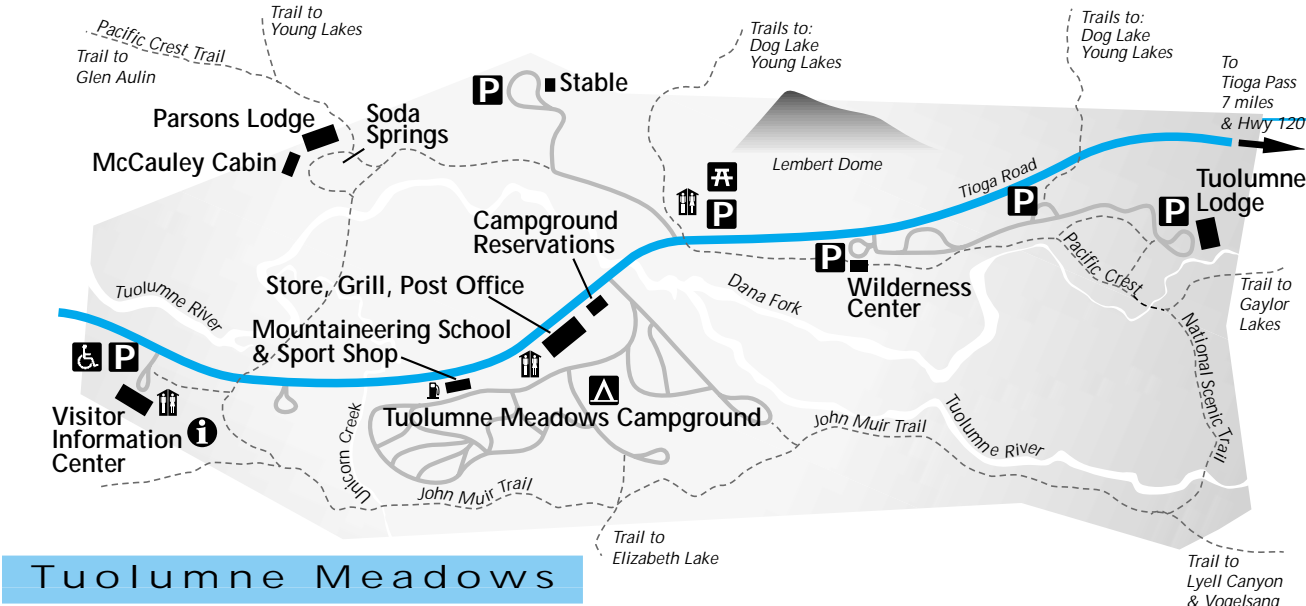 Trail to
Young Lakes
Pacific Crest Trail
Trail to
Glen Aulin
Trails to:
Dog Lake
Young Lakes
Trails to:
Dog Lake
Young Lakes
To
Tioga Pass
7 miles
& Hwy 120
P
Stable
Parsons Lodge
Soda
Springs
McCauley Cabin
Lembert Dome
Tioga Road
P
P
P
Tuolumne
Lodge
Campground
Reservations
P
Wilderness
Center
Pacific Crest
Trail to
Gaylor
Lakes
Store, Grill, Post Office
Dana Fork
Tuolumne River
Mountaineering School
& Sport Shop
National Scenic Trail
P
Visitor
Information
Center
i
Unicorn Creek
Tuolumne Meadows Campground
John Muir Trail
Tuolumne River
John Muir Trail
Trail to
Elizabeth Lake
Trail to
Lyell Canyon
& Vogelsang
Tuolumne Meadows